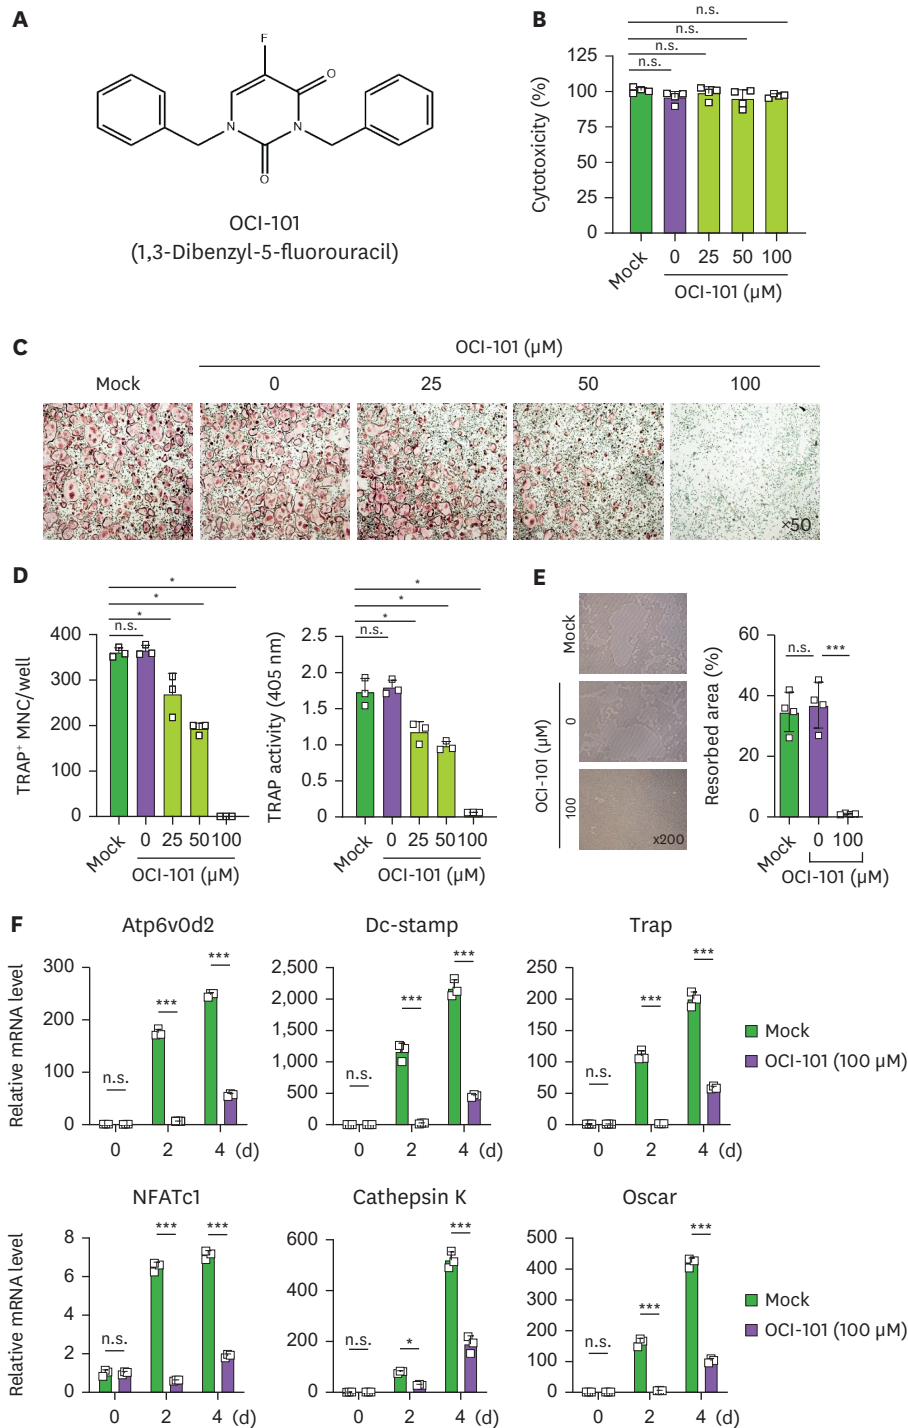 A
F
O
N
N
O
OCI-101
(1,3-Dibenzyl-5-fluorouracil)
B
n.s.
n.s.
n.s.
n.s.
Cytotoxicity (%)
125
100
75
50
25
0
Mock
0 25 50 100
OCI-101 (µM)
C
OCI-101 (µM)
Mock 0 25 50 100
×50
D
*
*
*
n.s.
TRAP⁺ MNC/well
400
300
200
100
0
Mock
0 25 50 100
OCI-101 (µM)
*
*
*
n.s.
TRAP activity (405 nm)
2.5
2.0
1.5
1.0
0.5
0
Mock
0 25 50 100
OCI-101 (µM)
E
Mock
0
100
OCI-101 (µM)
x200
n.s. ***
Resorbed area (%)
60
40
20
0
Mock
0 100
OCI-101 (µM)
F
Atp6v0d2
Relative mRNA level
300
200
100
0
n.s. *** ***
0 2 4 (d)
Dc-stamp
2,500
2,000
1,500
1,000
500
0
n.s. *** ***
0 2 4 (d)
Trap
250
200
150
100
50
0
n.s. *** ***
0 2 4 (d)
Mock
OCI-101 (100 µM)
NFATc1
Relative mRNA level
8
6
4
2
0
n.s. *** ***
0 2 4 (d)
Cathepsin K
600
400
200
0
n.s. * ***
0 2 4 (d)
Oscar
500
400
300
200
100
0
n.s. *** ***
0 2 4 (d)
Mock
OCI-101 (100 µM)